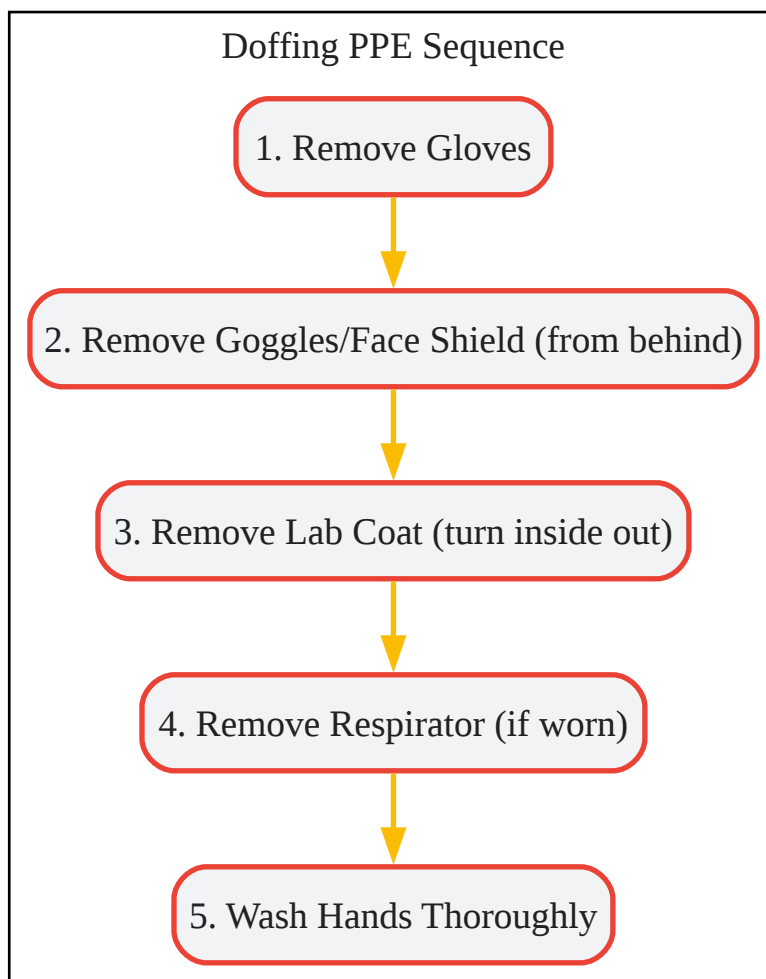 Doffing PPE Sequence
1. Remove Gloves
2. Remove Goggles/Face Shield (from behind)
3. Remove Lab Coat (turn inside out)
4. Remove Respirator (if worn)
5. Wash Hands Thoroughly